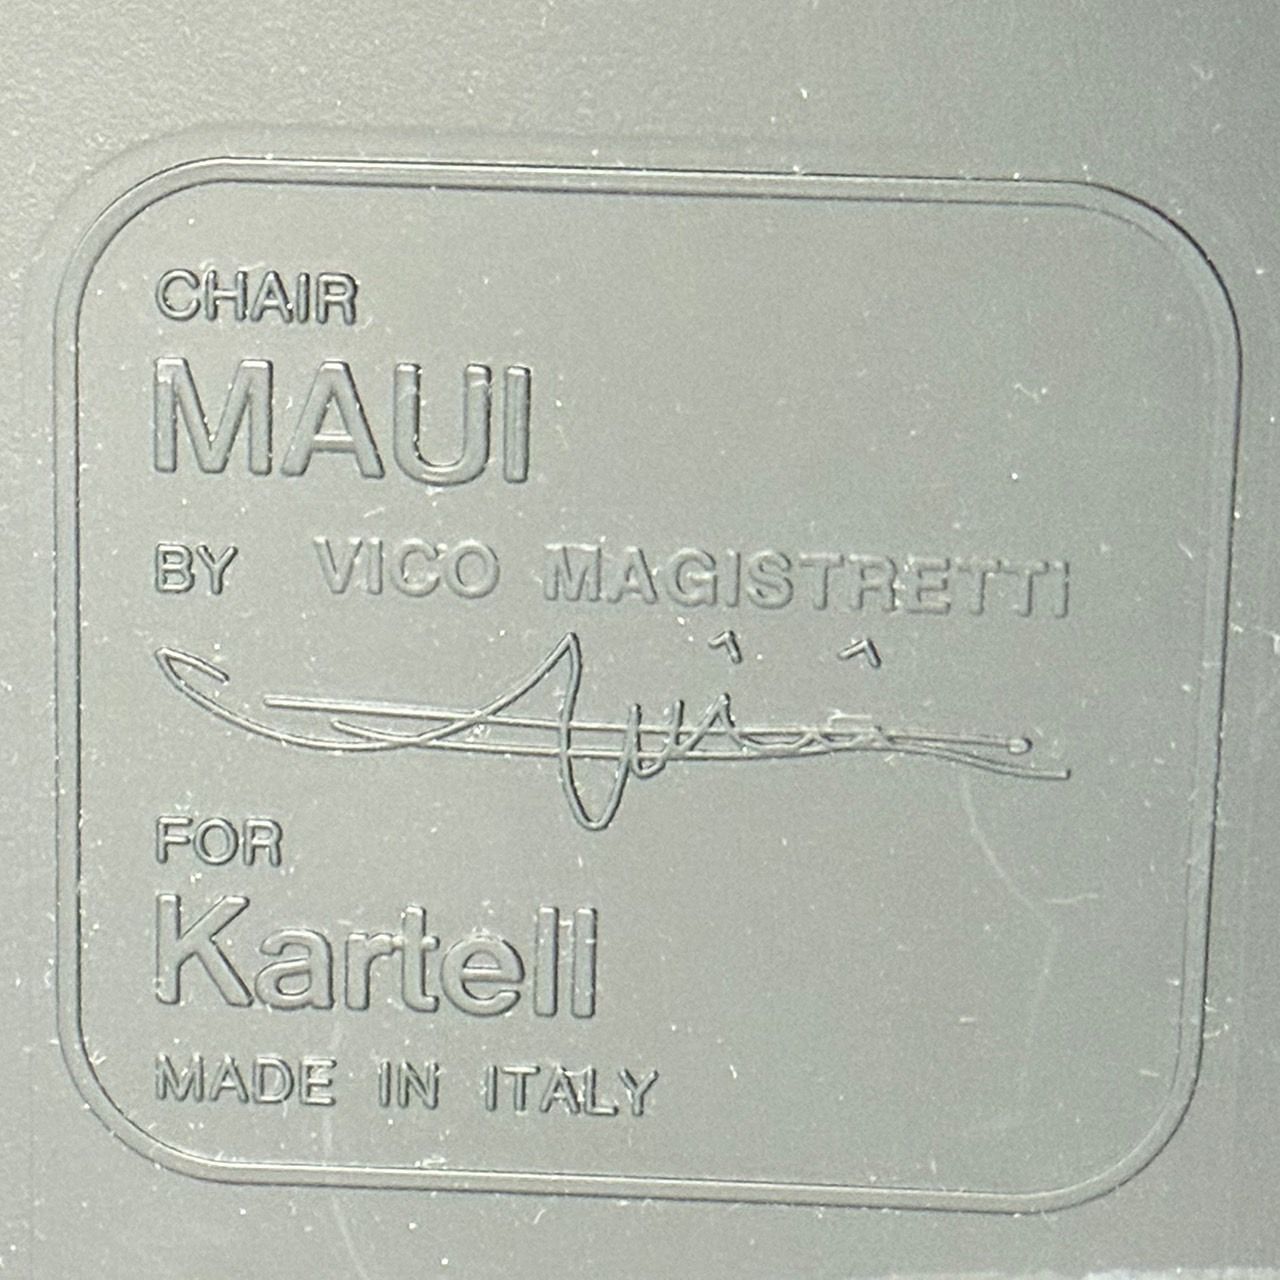 CHAIR
MAUI
BY VICO MAGISTRETTI
FOR
Kartell
MADE IN ITALY